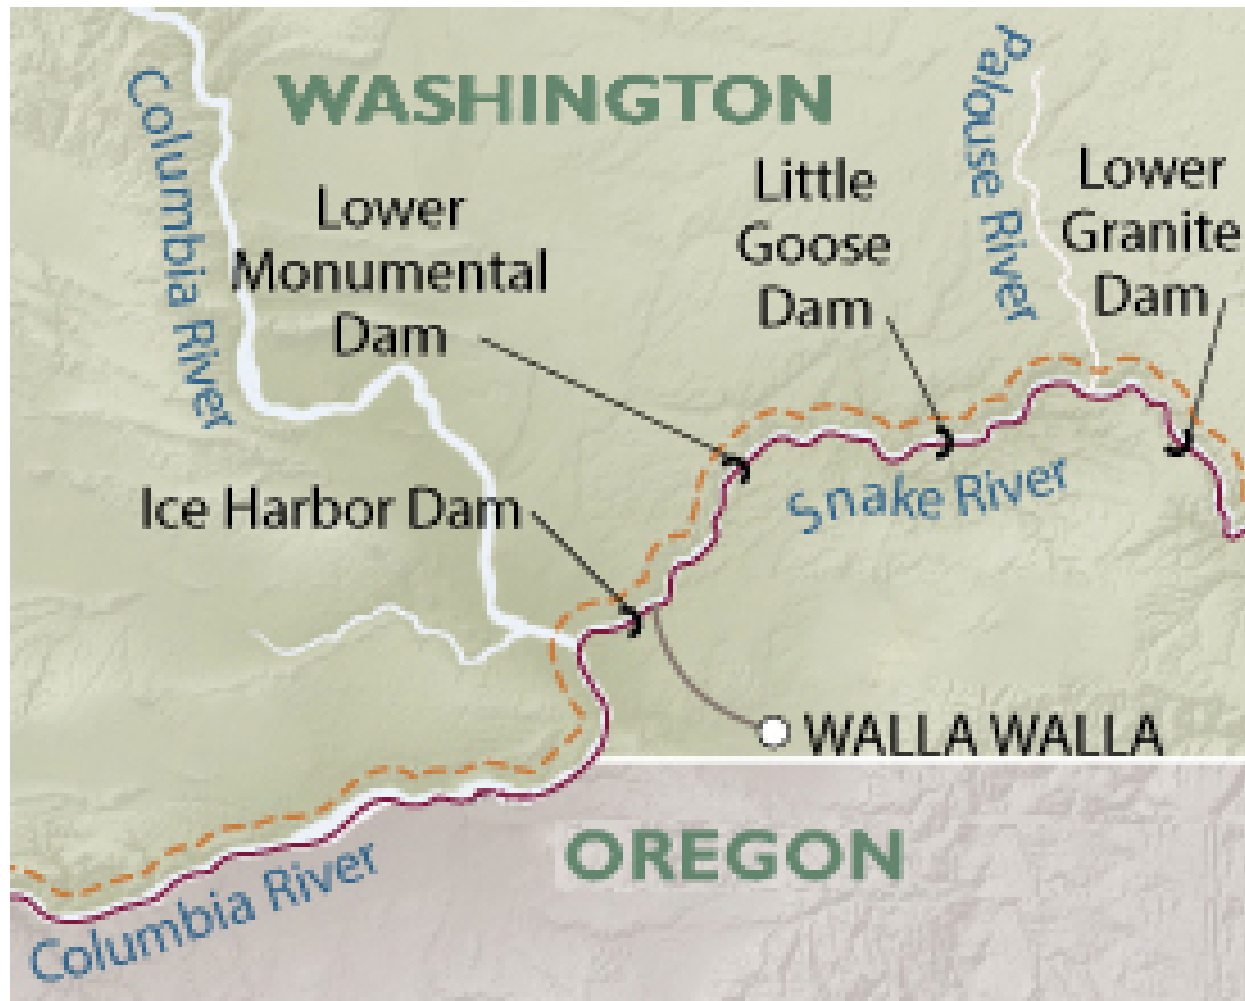 WASHINGTON
Columbia River
Palouse River
Lower
Monumental
Dam
Little
Goose
Dam
Lower
Granite
Dam
Ice Harbor Dam
Snake River
WALLA WALLA
OREGON
Columbia River